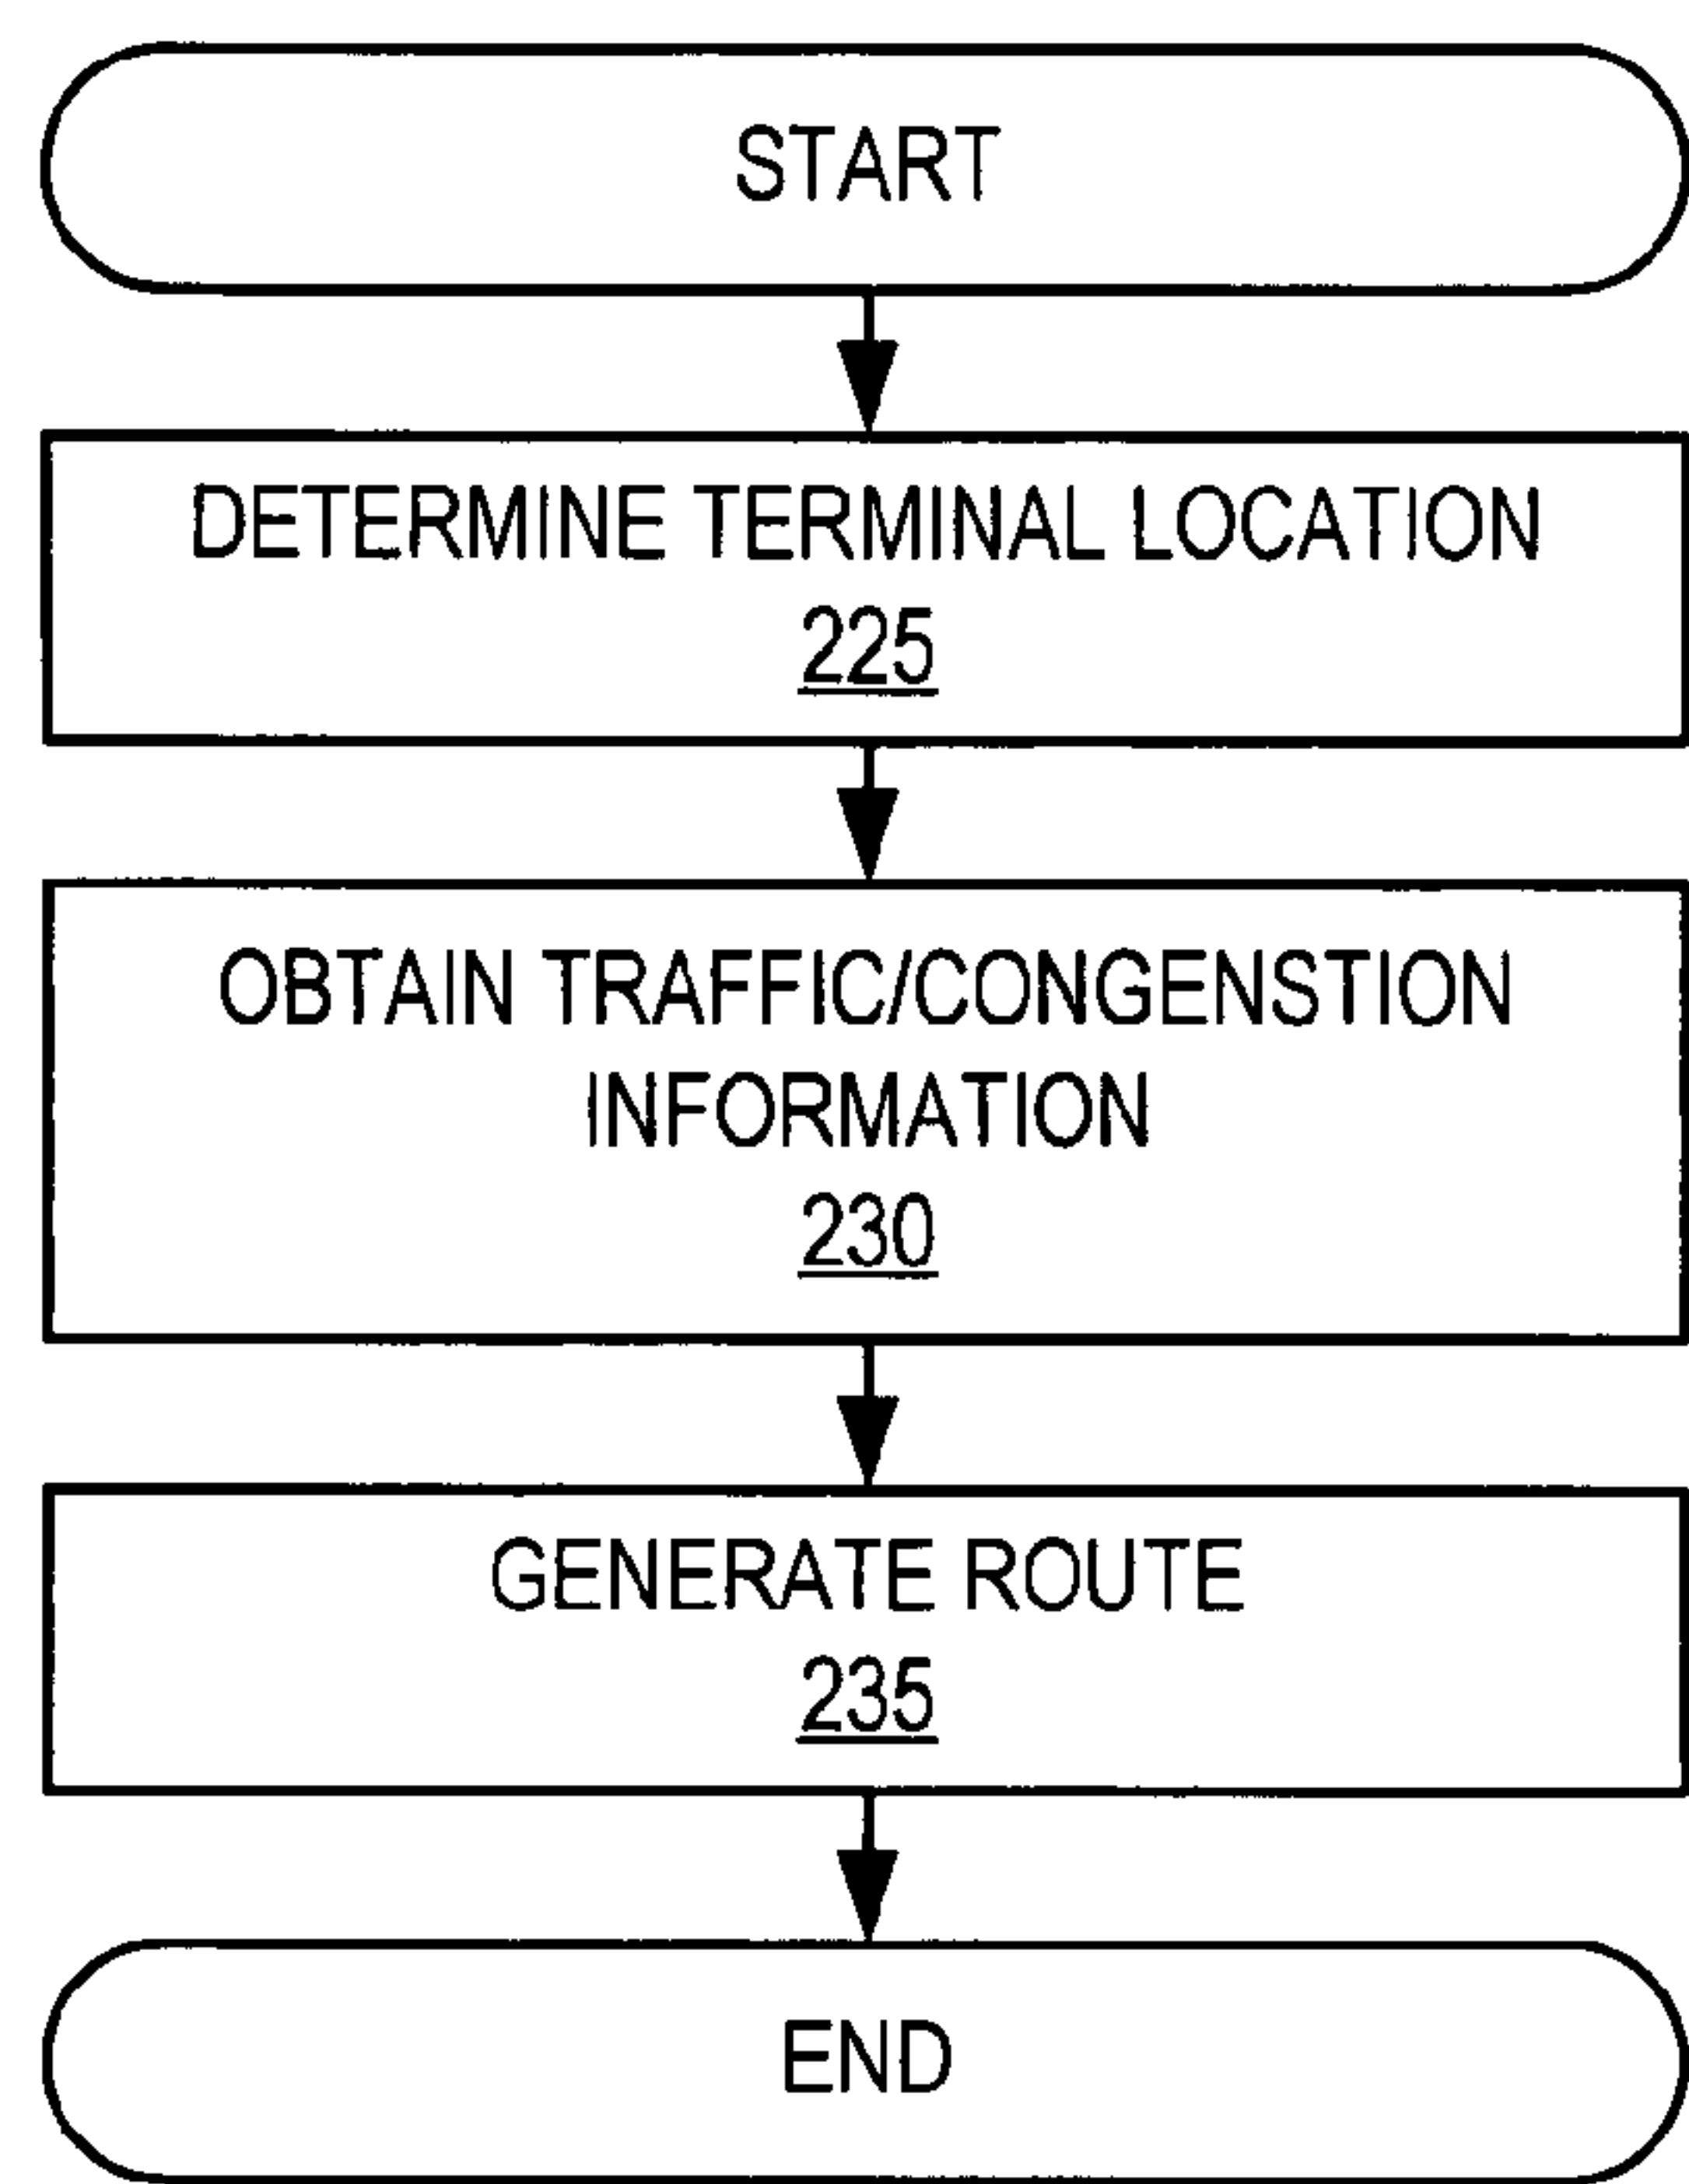 START
DETERMINE TERMINAL LOCATION
225
OBTAIN TRAFFIC/CONGENSTION
INFORMATION
230
GENERATE ROUTE
235
END